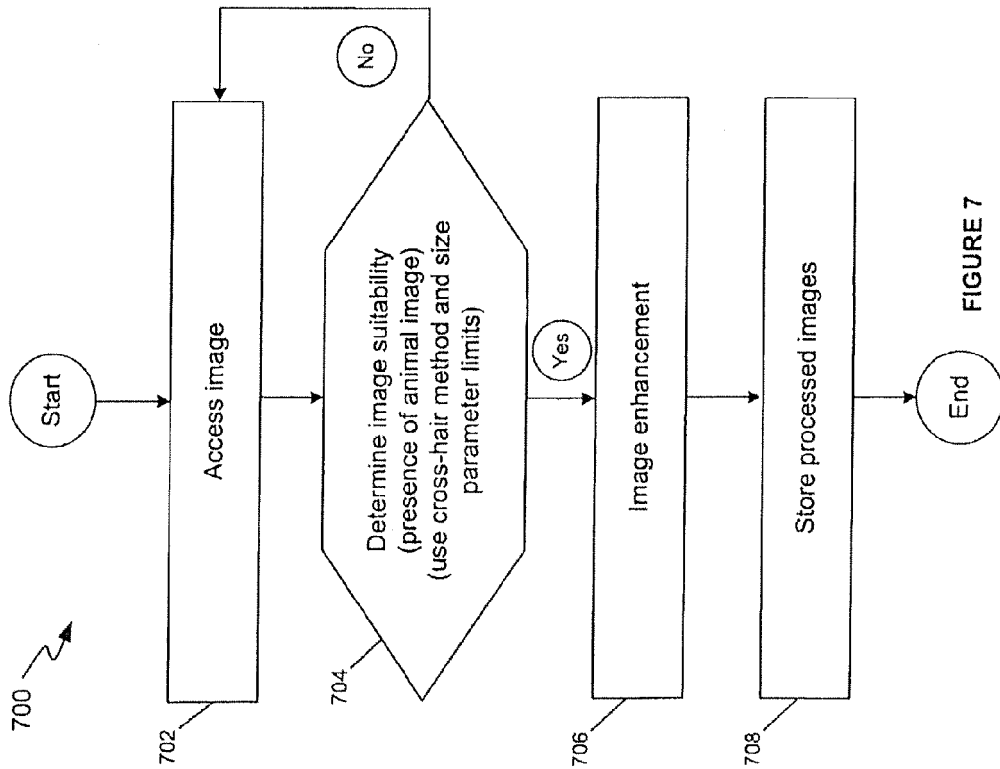 700
Start
702
Access image
No
704
Determine image suitability
(presence of animal image)
(use cross-hair method and size
parameter limits)
Yes
706
Image enhancement
708
Store processed images
End
FIGURE 7